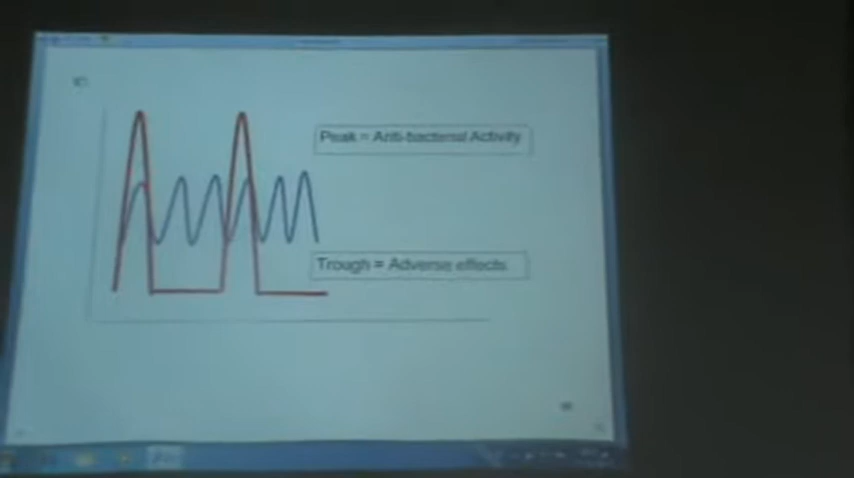 Peak = Anti-bacterial Activity
Trough = Adverse effects